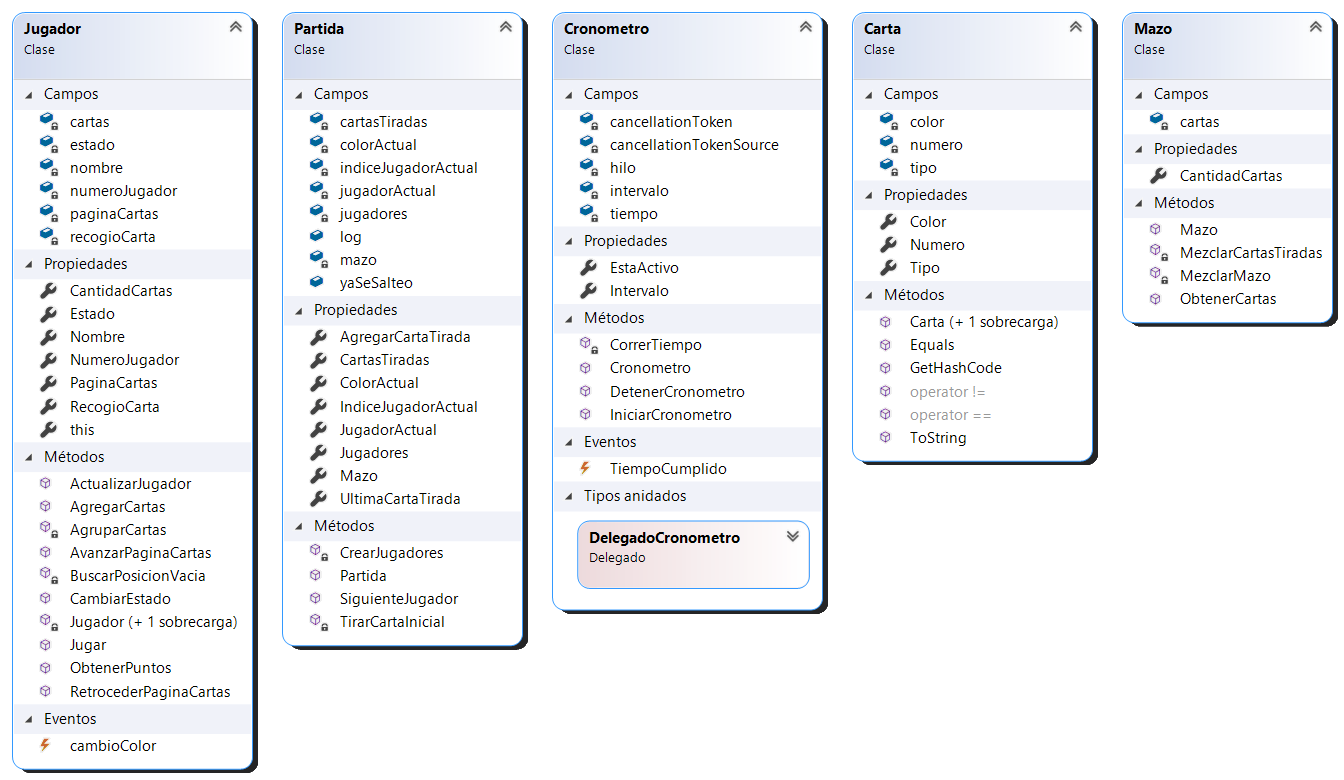 Jugador
Clase
Campos
cartas
estado
nombre
numeroJugador
paginaCartas
recogioCarta
Propiedades
CantidadCartas
Estado
Nombre
NumeroJugador
PaginaCartas
RecogioCarta
this
Métodos
ActualizarJugador
AgregarCartas
AgruparCartas
AvanzarPaginaCartas
BuscarPosicionVacia
CambiarEstado
Jugador (+ 1 sobrecarga)
Jugar
ObtenerPuntos
RetrocederPaginaCartas
Eventos
cambioColor
Partida
Clase
Campos
cartasTiradas
colorActual
indiceJugadorActual
jugadorActual
jugadores
log
mazo
yaSeSalteo
Propiedades
AgregarCartaTirada
CartasTiradas
ColorActual
IndiceJugadorActual
JugadorActual
Jugadores
Mazo
UltimaCartaTirada
Métodos
CrearJugadores
Partida
SiguienteJugador
TirarCartaInicial
Cronometro
Clase
Campos
cancellationToken
cancellationTokenSource
hilo
intervalo
tiempo
Propiedades
EstaActivo
Intervalo
Métodos
CorrerTiempo
Cronometro
DetenerCronometro
IniciarCronometro
Eventos
TiempoCumplido
Tipos anidados
DelegadoCronometro
Delegado
Carta
Clase
Campos
color
numero
tipo
Propiedades
Color
Numero
Tipo
Métodos
Carta (+ 1 sobrecarga)
Equals
GetHashCode
operator !=
operator ==
ToString
Mazo
Clase
Campos
cartas
Propiedades
CantidadCartas
Métodos
Mazo
MezclarCartasTiradas
MezclarMazo
ObtenerCartas